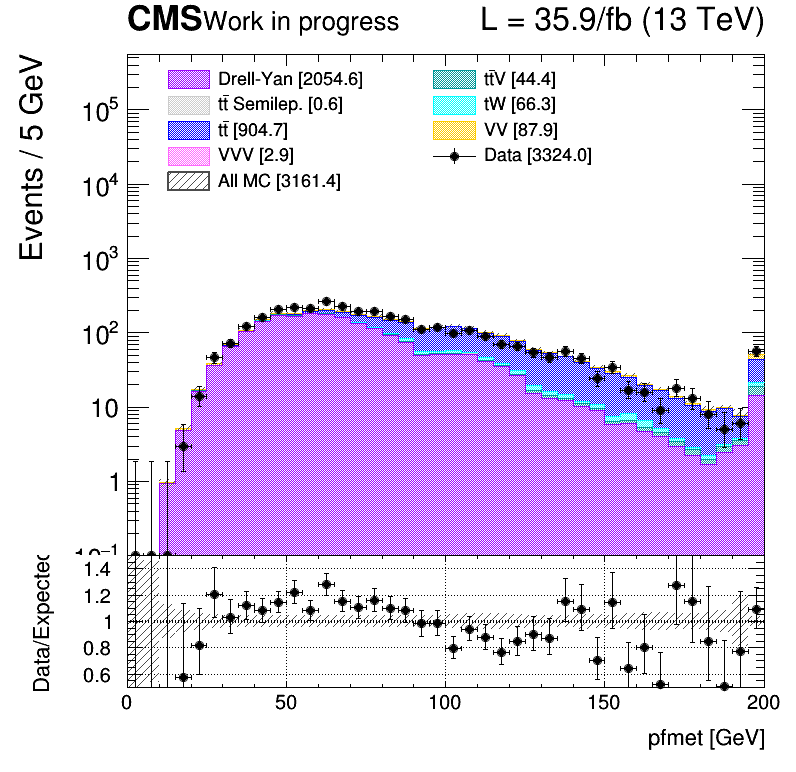 CMS Work in progress L = 35.9/fb (13 TeV)
Events / 5 GeV
Drell-Yan [2054.6] tt̄V [44.4]
tt̄ Semilep. [0.6] tW [66.3]
tt̄ [904.7] VV [87.9]
VVV [2.9] Data [3324.0]
All MC [3161.4]
10⁵
10⁴
10³
10²
10
1
10⁻¹
Data/Expected
1.4
1.2
1
0.8
0.6
0 50 100 150 200
pfmet [GeV]